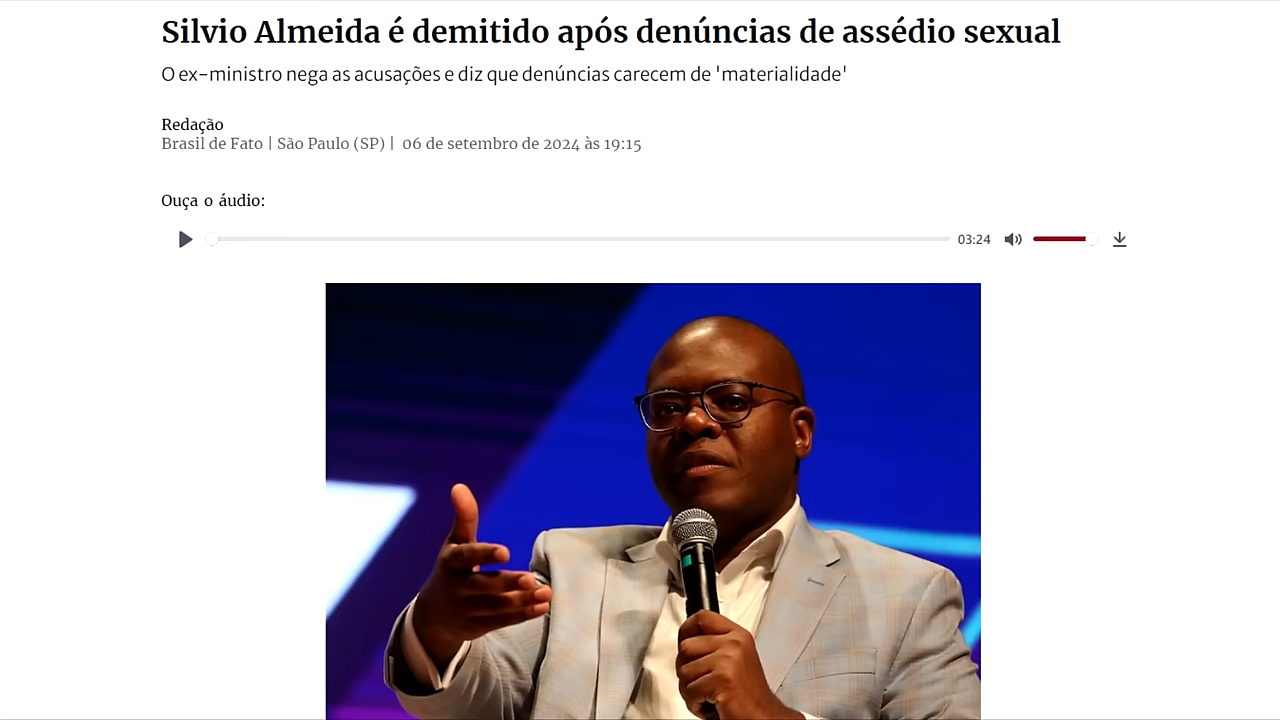 Silvio Almeida é demitido após denúncias de assédio sexual
O ex-ministro nega as acusações e diz que denúncias carecem de 'materialidade'
Redação
Brasil de Fato | São Paulo (SP) | 06 de setembro de 2024 às 19:15
Ouça o áudio:
03:24